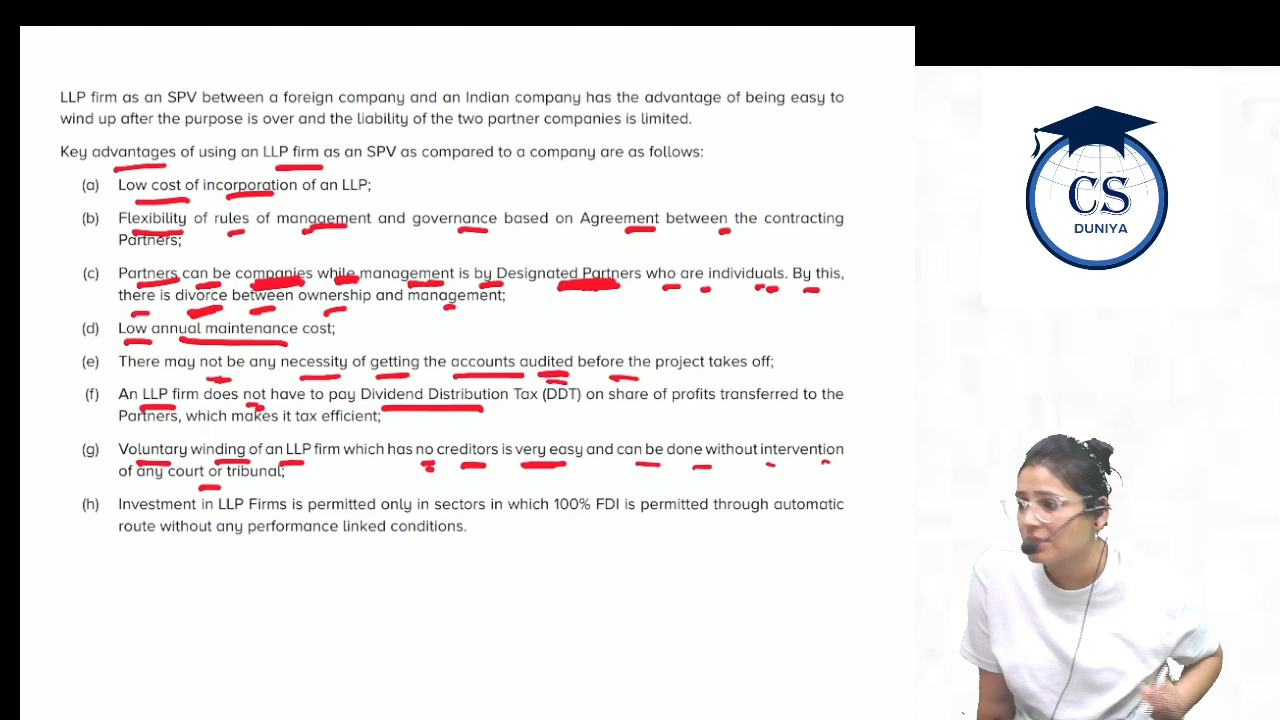 LLP firm as an SPV between a foreign company and an Indian company has the advantage of being easy to
wind up after the purpose is over and the liability of the two partner companies is limited.
Key advantages of using an LLP firm as an SPV as compared to a company are as follows:
(a) Low cost of incorporation of an LLP;
(b) Flexibility of rules of management and governance based on Agreement between the contracting
Partners;
(c) Partners can be companies while management is by Designated Partners who are individuals. By this,
there is divorce between ownership and management;
(d) Low annual maintenance cost;
(e) There may not be any necessity of getting the accounts audited before the project takes off;
(f) An LLP firm does not have to pay Dividend Distribution Tax (DDT) on share of profits transferred to the
Partners, which makes it tax efficient;
(g) Voluntary winding of an LLP firm which has no creditors is very easy and can be done without intervention
of any court or tribunal;
(h) Investment in LLP Firms is permitted only in sectors in which 100% FDI is permitted through automatic
route without any performance linked conditions.
CS
DUNIYA